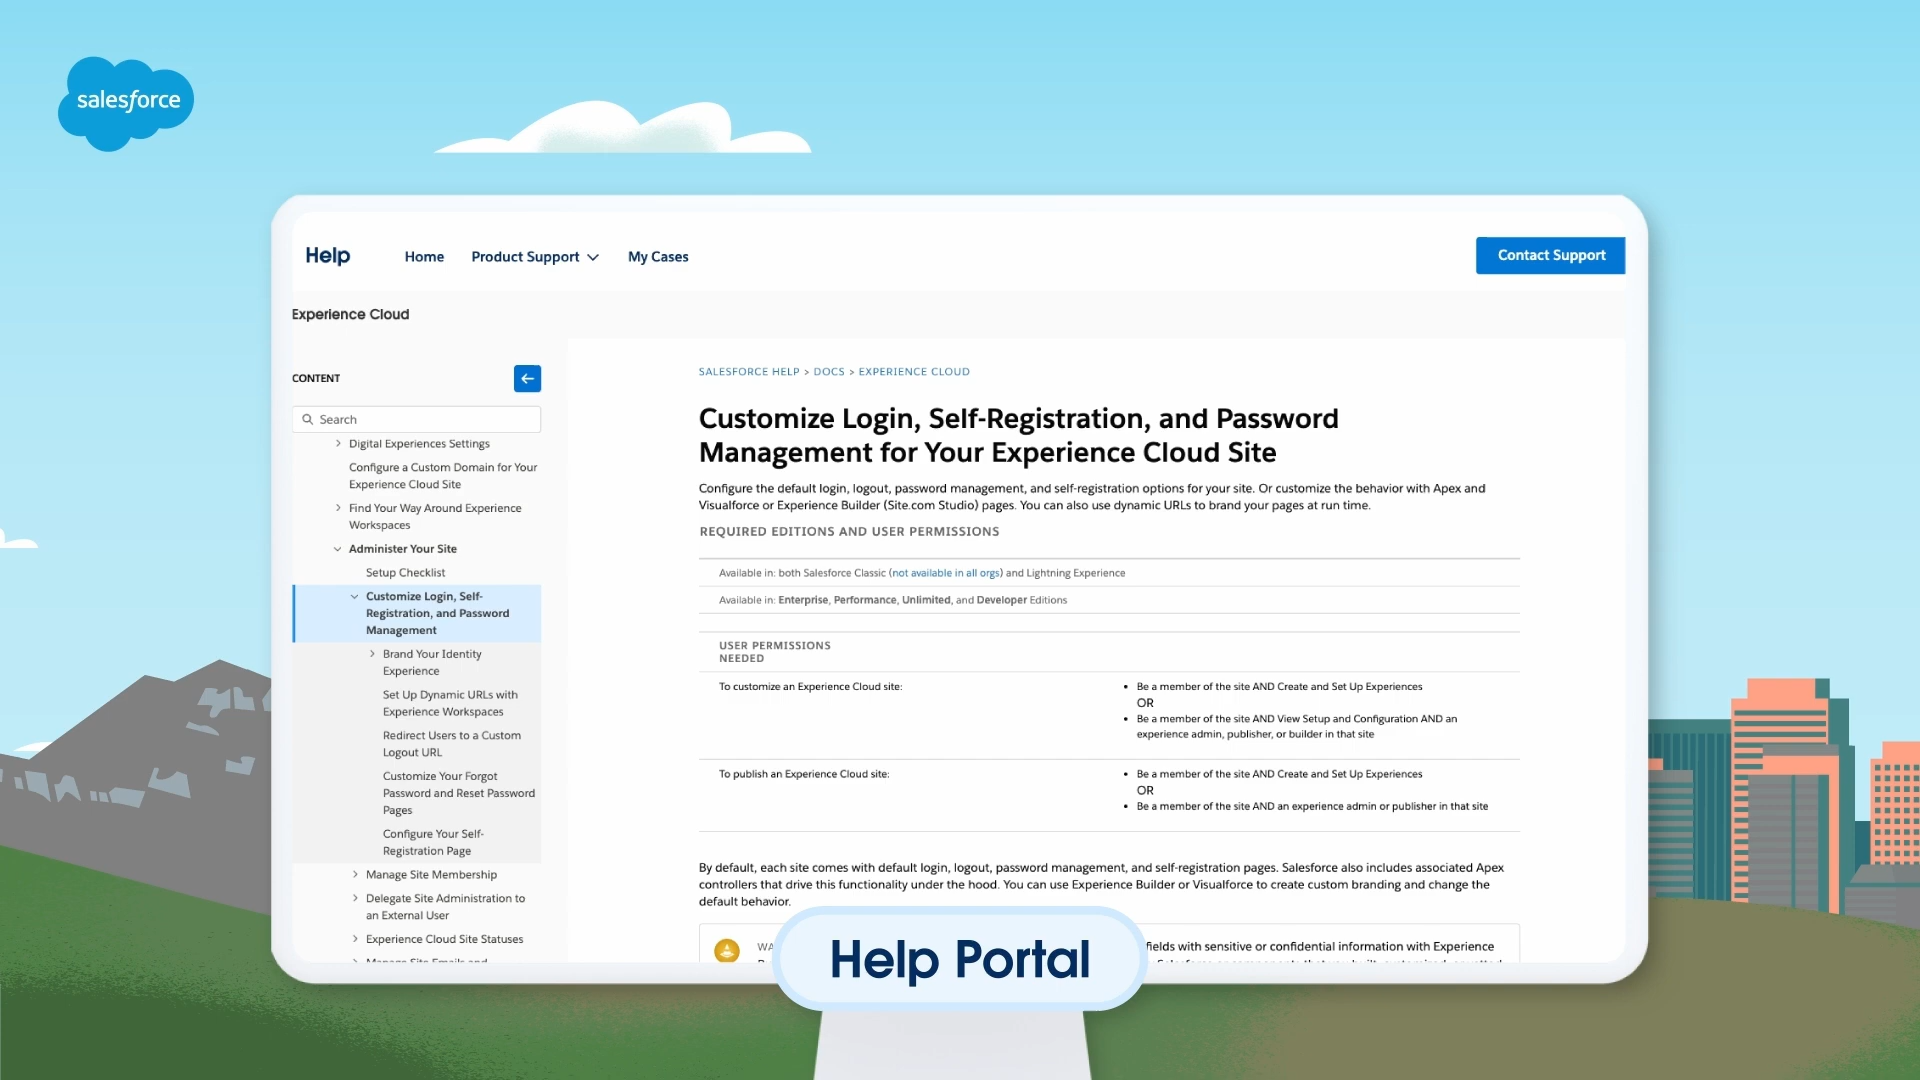 salesforce
Help
Home
Product Support
My Cases
Contact Support
Experience Cloud
CONTENT
Search
Digital Experiences Settings
Configure a Custom Domain for Your
Experience Cloud Site
Find Your Way Around Experience
Workspaces
Administer Your Site
Setup Checklist
Customize Login, Self-
Registration, and Password
Management
Brand Your Identity
Experience
Set Up Dynamic URLs with
Experience Workspaces
Redirect Users to a Custom
Logout URL
Customize Your Forgot
Password and Reset Password
Pages
Configure Your Self-
Registration Page
Manage Site Membership
Delegate Site Administration to
an External User
Experience Cloud Site Statuses
Manage Site Emails and
SALESFORCE HELP > DOCS > EXPERIENCE CLOUD
Customize Login, Self-Registration, and Password
Management for Your Experience Cloud Site
Configure the default login, logout, password management, and self-registration options for your site. Or customize the behavior with Apex and
Visualforce or Experience Builder (Site.com Studio) pages. You can also use dynamic URLs to brand your pages at run time.
REQUIRED EDITIONS AND USER PERMISSIONS
Available in: both Salesforce Classic (not available in all orgs) and Lightning Experience
Available in: Enterprise, Performance, Unlimited, and Developer Editions
USER PERMISSIONS
NEEDED
To customize an Experience Cloud site:
• Be a member of the site AND Create and Set Up Experiences
OR
• Be a member of the site AND View Setup and Configuration AND an
experience admin, publisher, or builder in that site
To publish an Experience Cloud site:
• Be a member of the site AND Create and Set Up Experiences
OR
• Be a member of the site AND an experience admin or publisher in that site
By default, each site comes with default login, logout, password management, and self-registration pages. Salesforce also includes associated Apex
controllers that drive this functionality under the hood. You can use Experience Builder or Visualforce to create custom branding and change the
default behavior.
fields with sensitive or confidential information with Experience
Help Portal